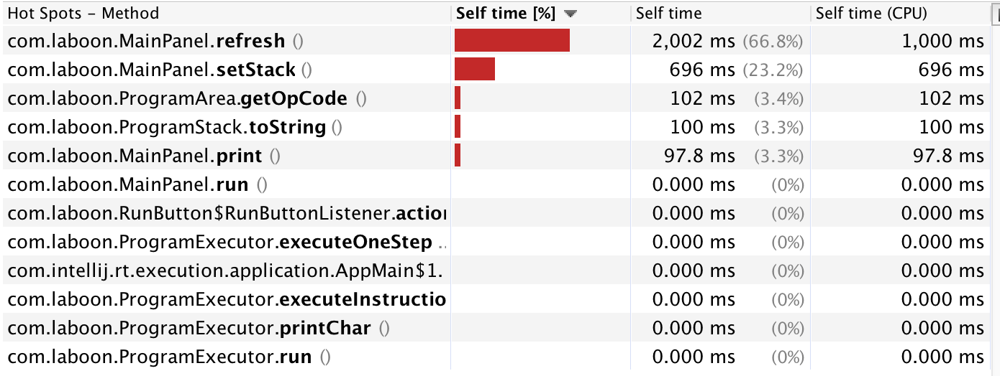 Hot Spots – Method Self time [%] Self time Self time (CPU)
com.laboon.MainPanel.refresh () 2,002 ms (66.8%) 1,000 ms
com.laboon.MainPanel.setStack () 696 ms (23.2%) 696 ms
com.laboon.ProgramArea.getOpCode () 102 ms (3.4%) 102 ms
com.laboon.ProgramStack.toString () 100 ms (3.3%) 100 ms
com.laboon.MainPanel.print () 97.8 ms (3.3%) 97.8 ms
com.laboon.MainPanel.run () 0.000 ms (0%) 0.000 ms
com.laboon.RunButton$RunButtonListener.action 0.000 ms (0%) 0.000 ms
com.laboon.ProgramExecutor.executeOneStep .. 0.000 ms (0%) 0.000 ms
com.intellij.rt.execution.application.AppMain$1. 0.000 ms (0%) 0.000 ms
com.laboon.ProgramExecutor.executeInstructio 0.000 ms (0%) 0.000 ms
com.laboon.ProgramExecutor.printChar () 0.000 ms (0%) 0.000 ms
com.laboon.ProgramExecutor.run () 0.000 ms (0%) 0.000 ms